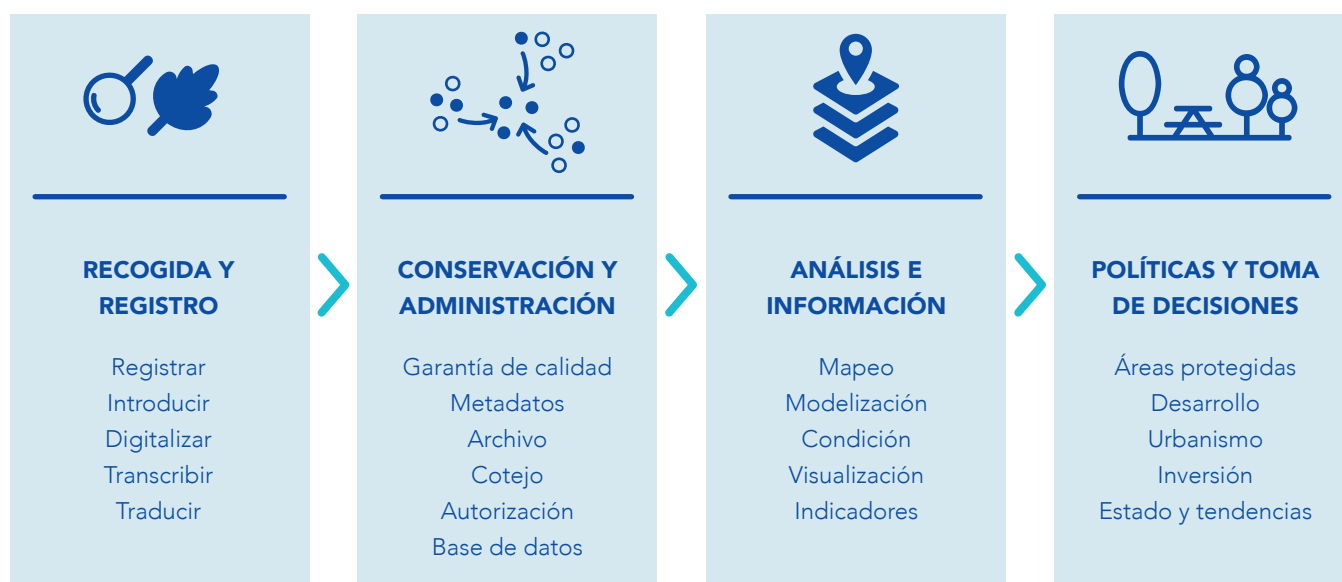 RECOGIDA Y
REGISTRO
Registrar
Introducir
Digitalizar
Transcribir
Traducir
CONSERVACIÓN Y
ADMINISTRACIÓN
Garantía de calidad
Metadatos
Archivo
Cotejo
Autorización
Base de datos
ANÁLISIS E
INFORMACIÓN
Mapeo
Modelización
Condición
Visualización
Indicadores
POLÍTICAS Y TOMA
DE DECISIONES
Áreas protegidas
Desarrollo
Urbanismo
Inversión
Estado y tendencias